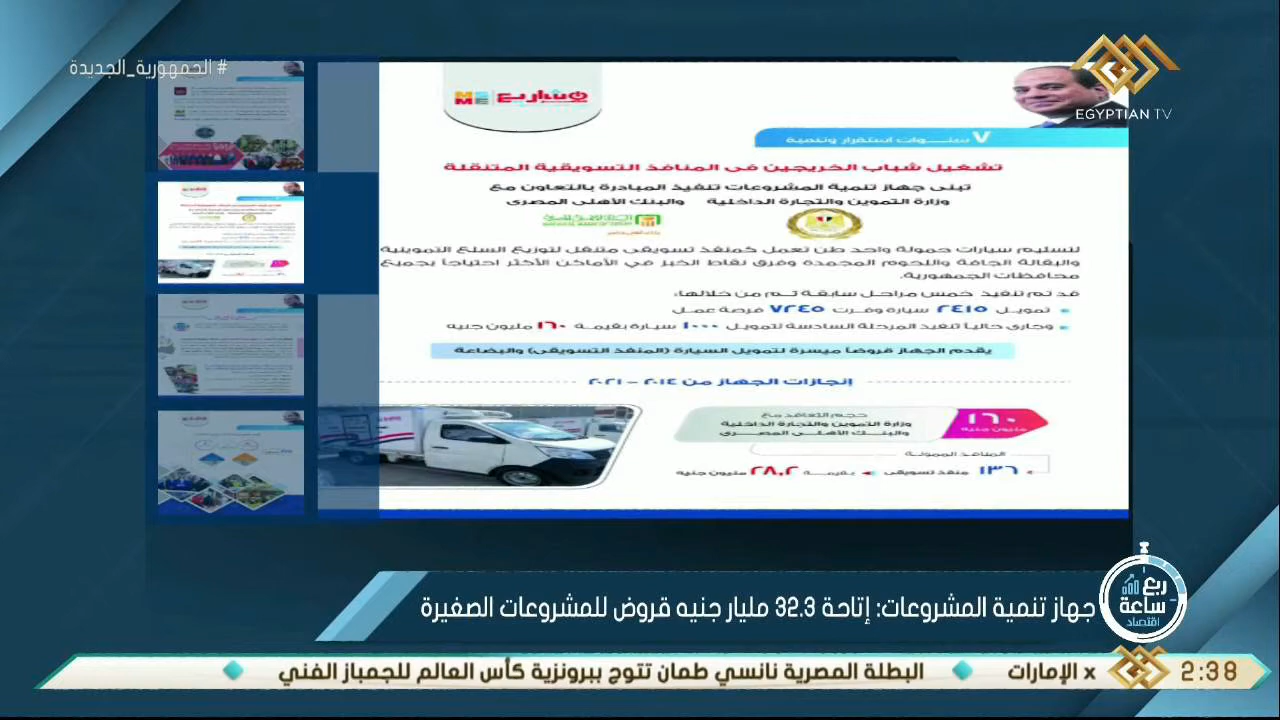 #الجمهورية_الجديدة
EGYPTIAN TV
مشاريع
MSME
٧ سنوات استقرار وتنمية
تشغيل شباب الخريجين فى المنافذ التسويقية المتنقلة
تبنى جهاز تنمية المشروعات تنفيذ المبادرة بالتعاون مع
وزارة التموين والتجارة الداخلية والبنك الأهلى المصرى
لتسليم سيارات واحد طن تعمل كمنفذ تسويقى متنقل لتوزيع السلع التموينية
والبقالة الجافة واللحوم المجمدة وفرق نقاط الخبز في الأماكن الأكثر احتياجاً بجميع
محافظات الجمهورية.
قد تم تنفيذ خمس مراحل سابقة تم من خلالها:
تمويل ٢٤١٥ سيارة وفرت ٧٢٤٥ فرصة عمل
وجارى حالياً تنفيذ المرحلة السادسة لتمويل ١٠٠٠ سيارة بقيمة ١٦٠ مليون جنيه
يقدم الجهاز قروضاً ميسرة لتمويل السيارة (المنفذ التسويقى) والبضاعة
إنجازات الجهاز من ٢٠١٤ - ٢٠٢١
١٦٠ مليون جنيه
حجم التعاقد مع
وزارة التموين والتجارة الداخلية
والبنك الأهلى المصرى
المنافذ الممولة
١٣٦ منفذ تسويقى بقيمة ٢٨,٢ مليون جنيه
ربع ساعة اقتصاد
جهاز تنمية المشروعات: إتاحة 32.3 مليار جنيه قروض للمشروعات الصغيرة
2:38
x الإمارات
البطلة المصرية نانسي طمان تتوج ببرونزية كأس العالم للجمباز الفني